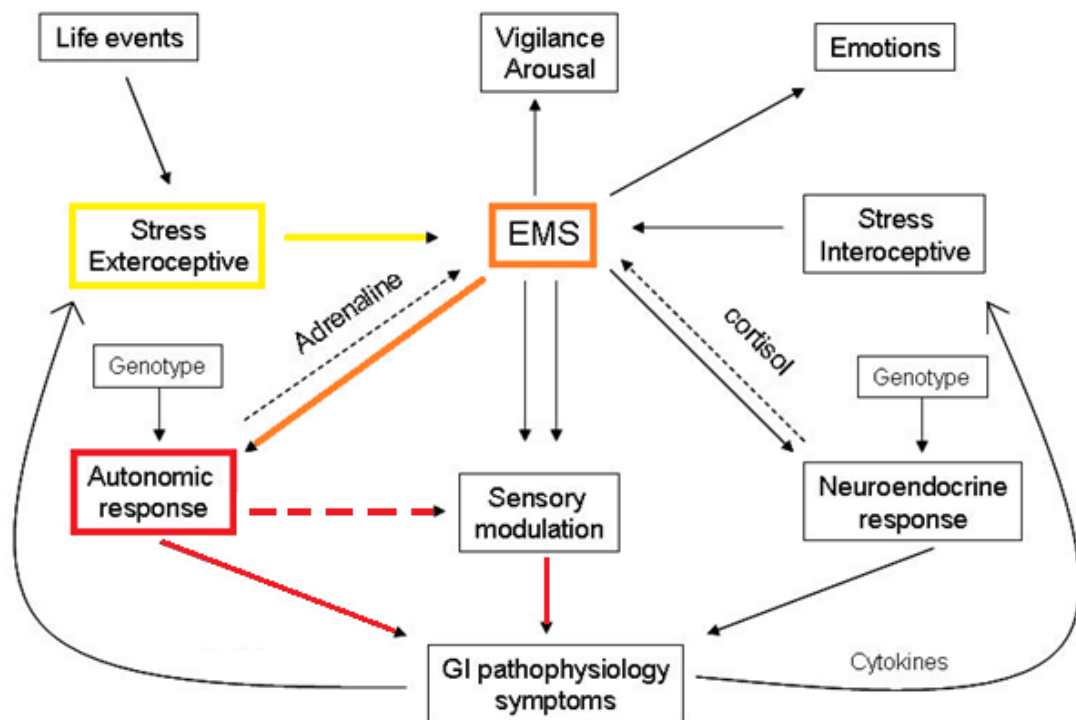 Life events
Vigilance
Arousal
Emotions
Stress
Exteroceptive
EMS
Stress
Interoceptive
Adrenaline
cortisol
Genotype
Genotype
Autonomic
response
Sensory
modulation
Neuroendocrine
response
GI pathophysiology
symptoms
Cytokines